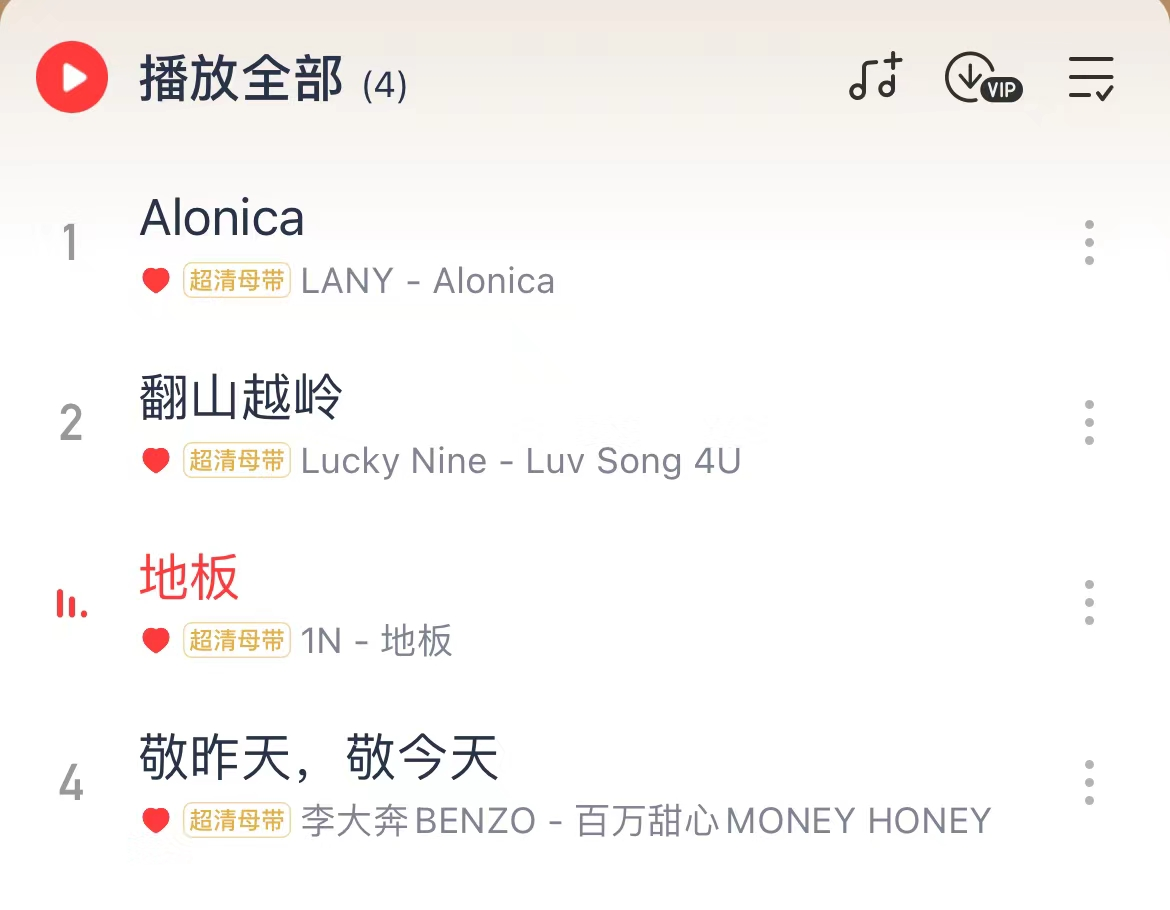 播放全部 (4)
VIP
1
Alonica
超清母带 LANY - Alonica
2
翻山越岭
超清母带 Lucky Nine - Luv Song 4U
地板
超清母带 1N - 地板
4
敬昨天，敬今天
超清母带 李大奔BENZO - 百万甜心MONEY HONEY